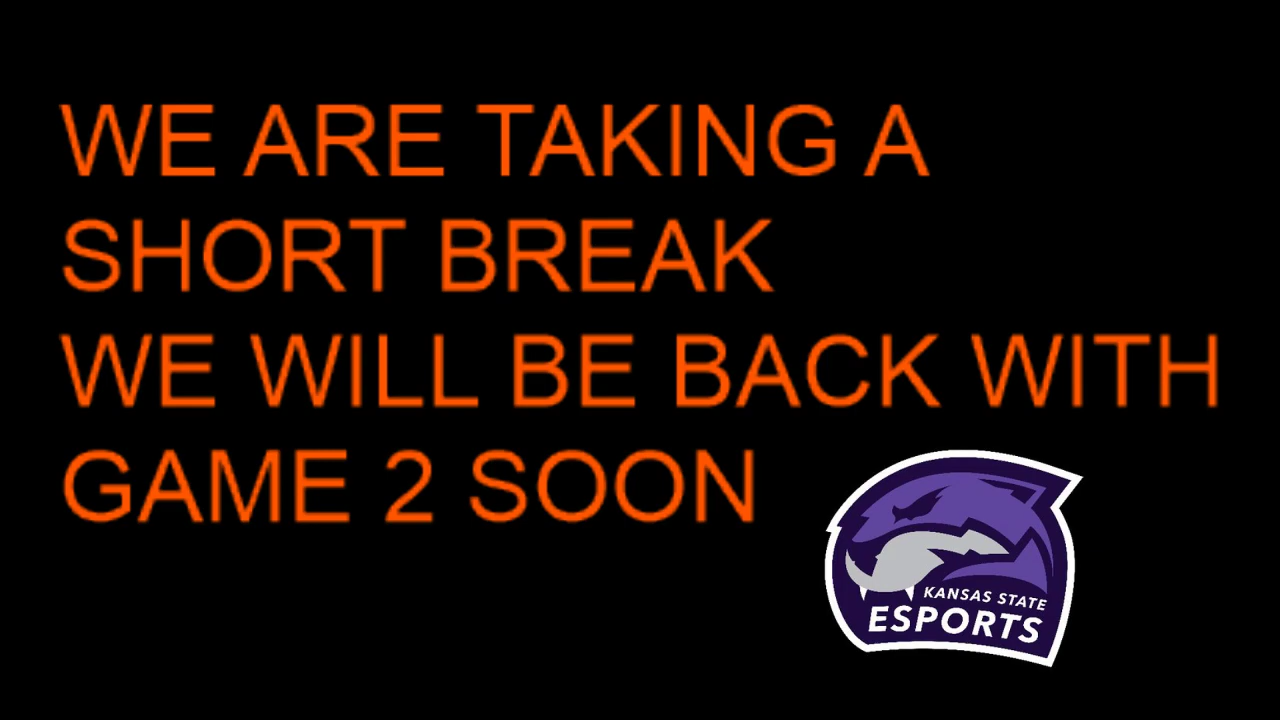 WE ARE TAKING A
SHORT BREAK
WE WILL BE BACK WITH
GAME 2 SOON
KANSAS STATE
ESPORTS